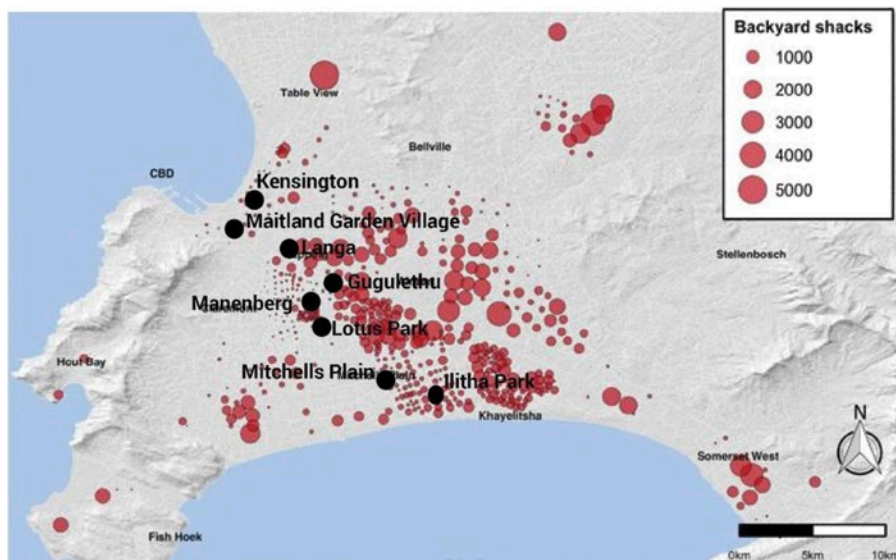 Backyard shacks
1000
2000
3000
4000
5000
Table View
Bellville
CBD
Kensington
Maitland Garden Village
Langa
Stellenbosch
Gugulethu
Manenberg
Lotus Park
Hout Bay
Mitchell's Plain
Ilitha Park
Khayelitsha
N
Somerset West
Fish Hoek
0km 5km 10km